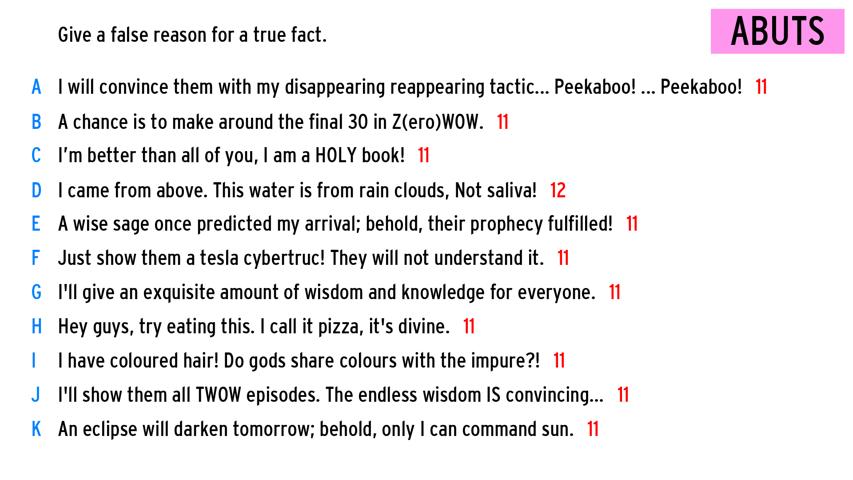 Give a false reason for a true fact.
ABUTS
A I will convince them with my disappearing reappearing tactic... Peekaboo! ... Peekaboo! 11
B A chance is to make around the final 30 in Z(ero)WOW. 11
C I'm better than all of you, I am a HOLY book! 11
D I came from above. This water is from rain clouds, Not saliva! 12
E A wise sage once predicted my arrival; behold, their prophecy fulfilled! 11
F Just show them a tesla cybertruc! They will not understand it. 11
G I'll give an exquisite amount of wisdom and knowledge for everyone. 11
H Hey guys, try eating this. I call it pizza, it's divine. 11
I I have coloured hair! Do gods share colours with the impure?! 11
J I'll show them all TWOW episodes. The endless wisdom IS convincing... 11
K An eclipse will darken tomorrow; behold, only I can command sun. 11